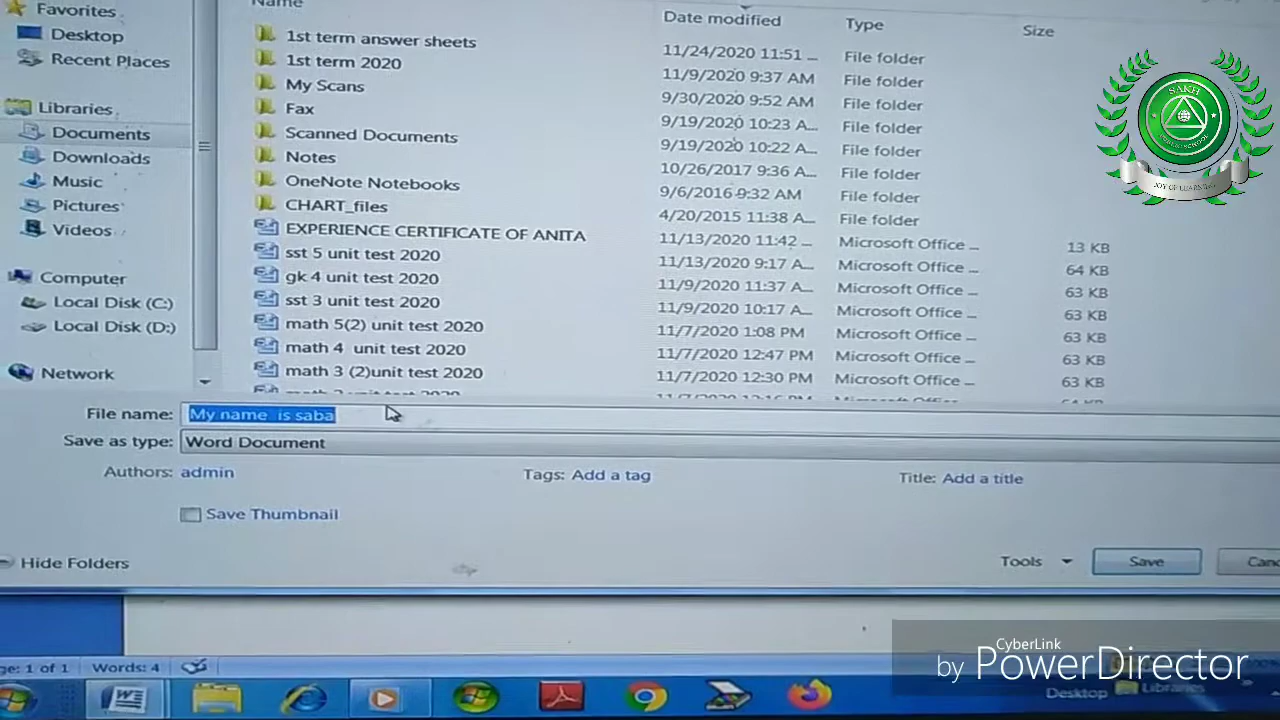 Name
Date modified
Type
Size
Favorites
Desktop
Recent Places
Libraries
Documents
Downloads
Music
Pictures
Videos
Computer
Local Disk (C:)
Local Disk (D:)
Network
1st term answer sheets 11/24/2020 11:51 ... File folder
1st term 2020 11/9/2020 9:37 AM File folder
My Scans 9/30/2020 9:52 AM File folder
Fax 9/19/2020 10:23 A... File folder
Scanned Documents 9/19/2020 10:22 A... File folder
Notes 10/26/2017 9:36 A... File folder
OneNote Notebooks 9/6/2016 9:32 AM File folder
CHART_files 4/20/2015 11:38 A... File folder
EXPERIENCE CERTIFICATE OF ANITA 11/13/2020 11:42 ... Microsoft Office ... 13 KB
sst 5 unit test 2020 11/13/2020 9:17 A... Microsoft Office ... 64 KB
gk 4 unit test 2020 11/9/2020 11:37 A... Microsoft Office ... 63 KB
sst 3 unit test 2020 11/9/2020 10:17 A... Microsoft Office ... 63 KB
math 5(2) unit test 2020 11/7/2020 1:08 PM Microsoft Office ... 63 KB
math 4 unit test 2020 11/7/2020 12:47 PM Microsoft Office ... 63 KB
math 3 (2)unit test 2020 11/7/2020 12:30 PM Microsoft Office ... 63 KB
File name: My name is saba
Save as type: Word Document
Authors: admin
Tags: Add a tag
Title: Add a title
Save Thumbnail
Hide Folders
Tools
Save
Words: 4
Desktop
Libraries
SAKH
JOY OF LEARNING
CyberLink
by PowerDirector